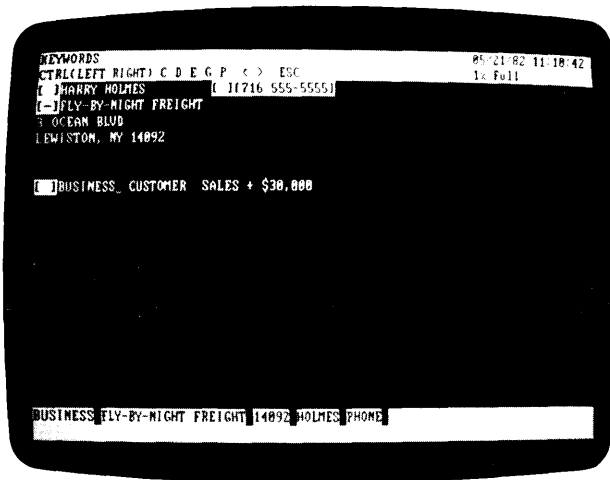 KEYWORDS 05/21/82 11:10:42
CTRL(LEFT RIGHT) C D E G P < > ESC 1% Full
[ ]HARRY HOLMES [ ][716 555-5555]
[-]FLY-BY-NIGHT FREIGHT
3 OCEAN BLVD
LEWISTON, NY 14092
[ ]BUSINESS_ CUSTOMER SALES + $30,000
BUSINESS FLY-BY-NIGHT FREIGHT 14092 HOLMES PHONE